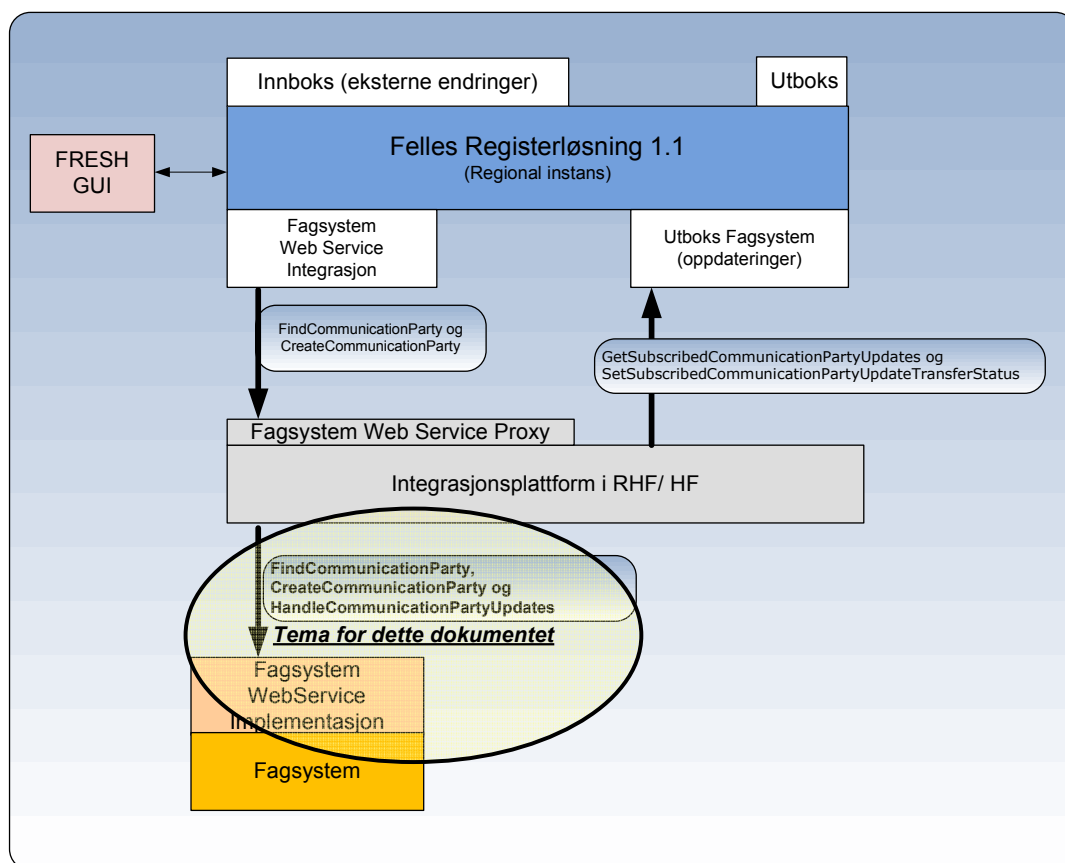 Innboks (eksterne endringer)
Utboks
Felles Registerløsning 1.1
(Regional instans)
FRESH
GUI
Fagsystem
Web Service
Integrasjon
Utboks Fagsystem
(oppdateringer)
FindCommunicationParty og
CreateCommunicationParty
GetSubscribedCommunicationPartyUpdates og
SetSubscribedCommunicationPartyUpdateTransferStatus
Fagsystem Web Service Proxy
Integrasjonsplattform i RHF/ HF
FindCommunicationParty,
CreateCommunicationParty og
HandleCommunicationPartyUpdates
Tema for dette dokumentet
Fagsystem
WebService
Implementasjon
Fagsystem